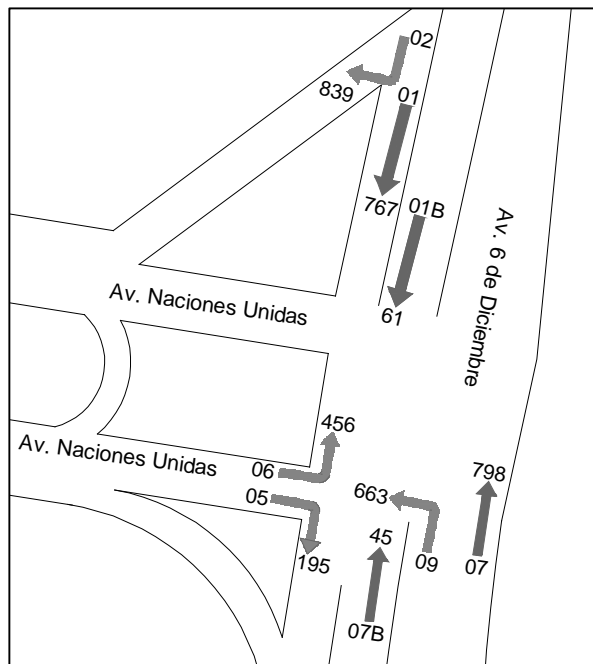 02
839
01
767
01B
61
Av. 6 de Diciembre
Av. Naciones Unidas
456
Av. Naciones Unidas
06
05
195
663
798
45
09
07
07B